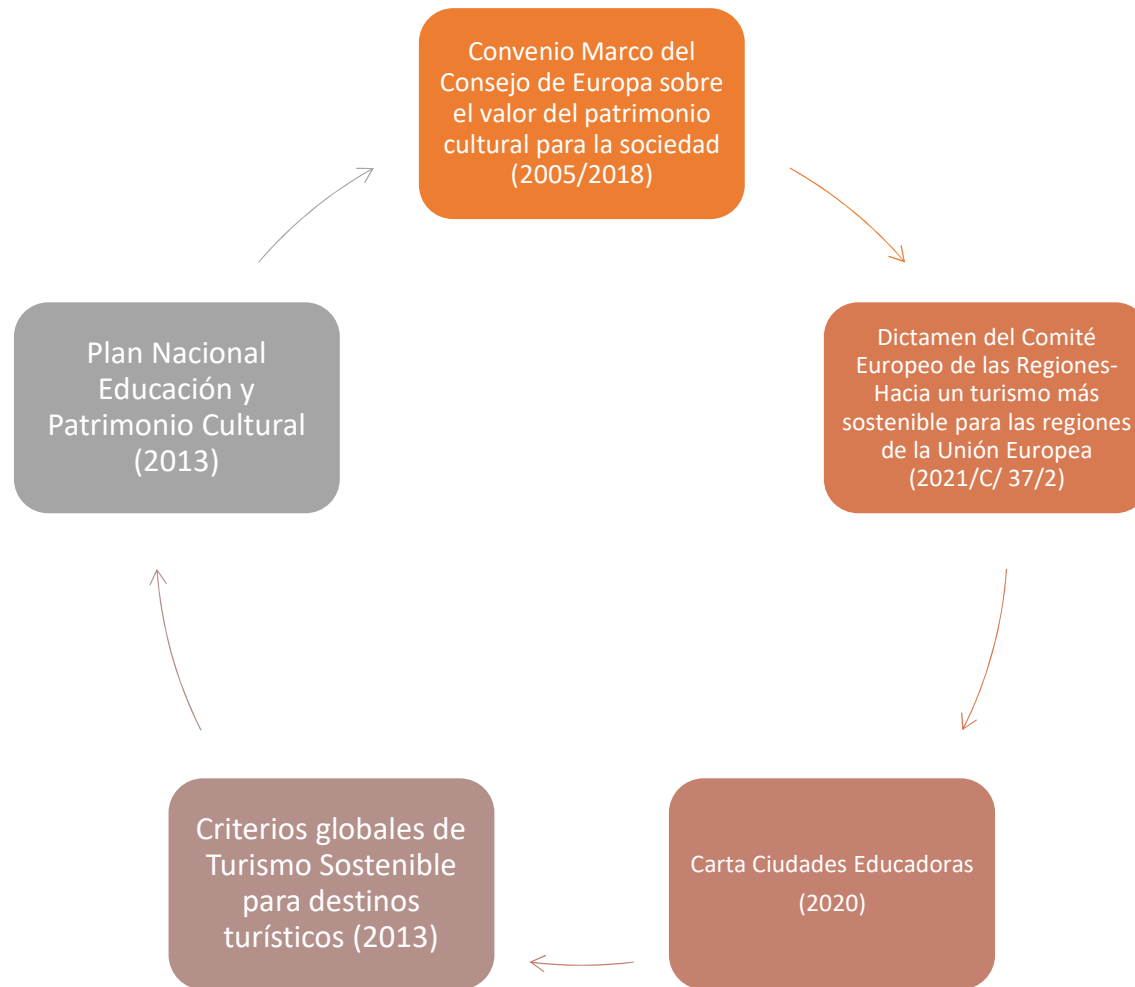 Convenio Marco del
Consejo de Europa sobre
el valor del patrimonio
cultural para la sociedad
(2005/2018)
Dictamen del Comité
Europeo de las Regiones-
Hacia un turismo más
sostenible para las regiones
de la Unión Europea
(2021/C/ 37/2)
Carta Ciudades Educadoras
(2020)
Criterios globales de
Turismo Sostenible
para destinos
turísticos (2013)
Plan Nacional
Educación y
Patrimonio Cultural
(2013)